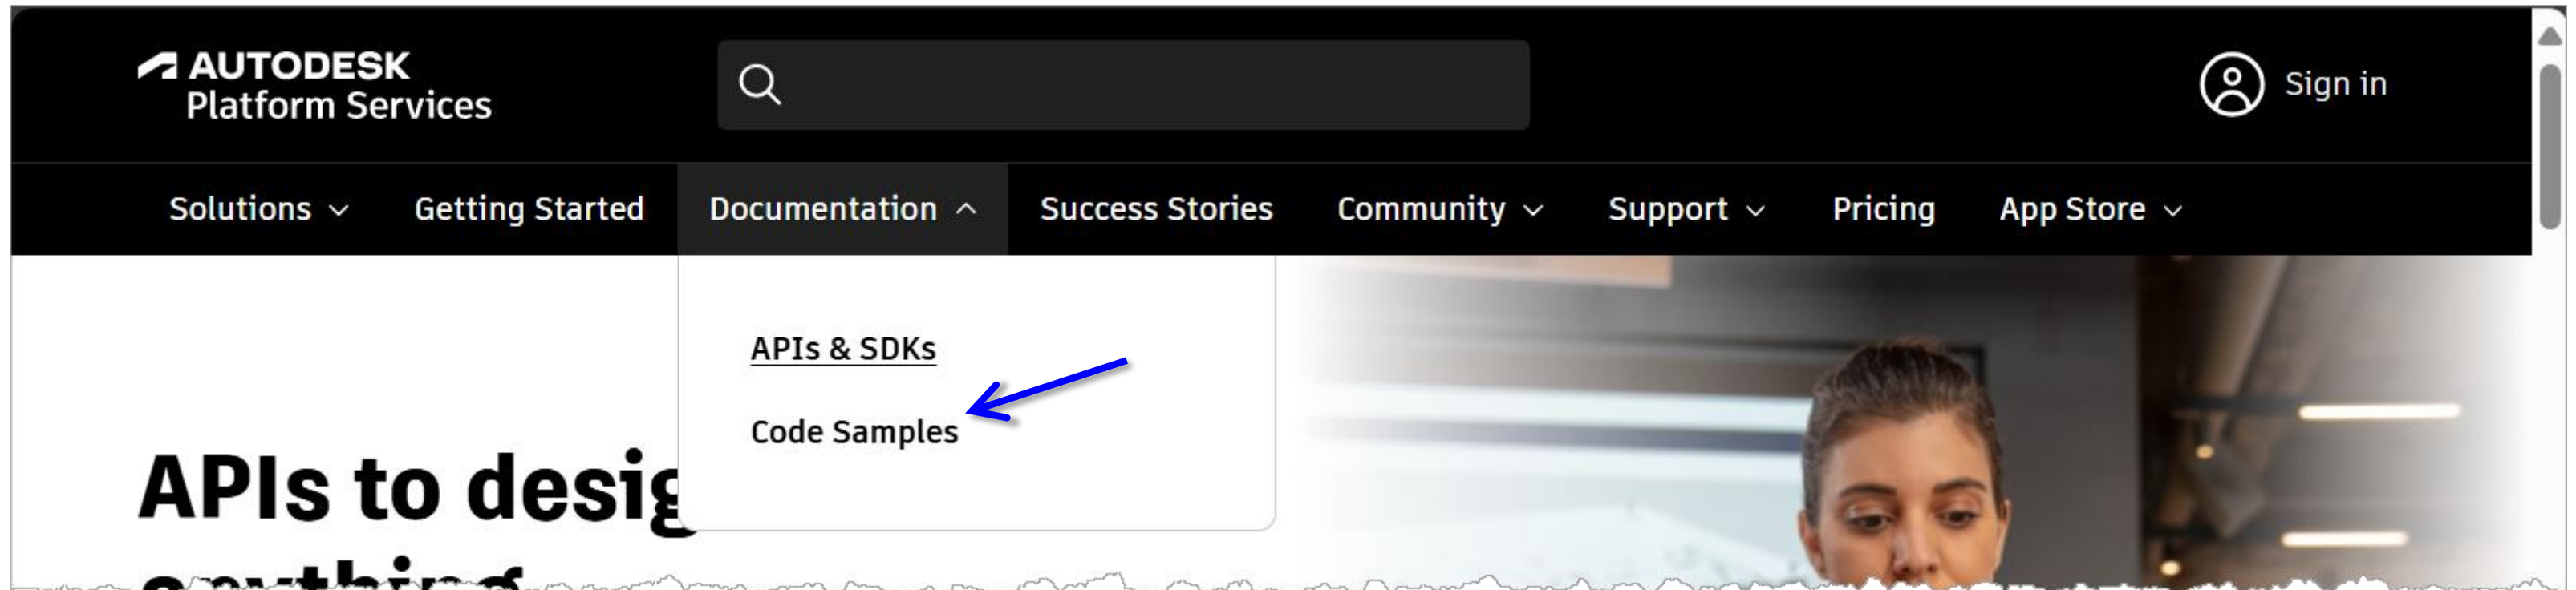 AUTODESK
Platform Services
Sign in
Solutions
Getting Started
Documentation
Success Stories
Community
Support
Pricing
App Store
APIs & SDKs
Code Samples
APIs to desig
anything